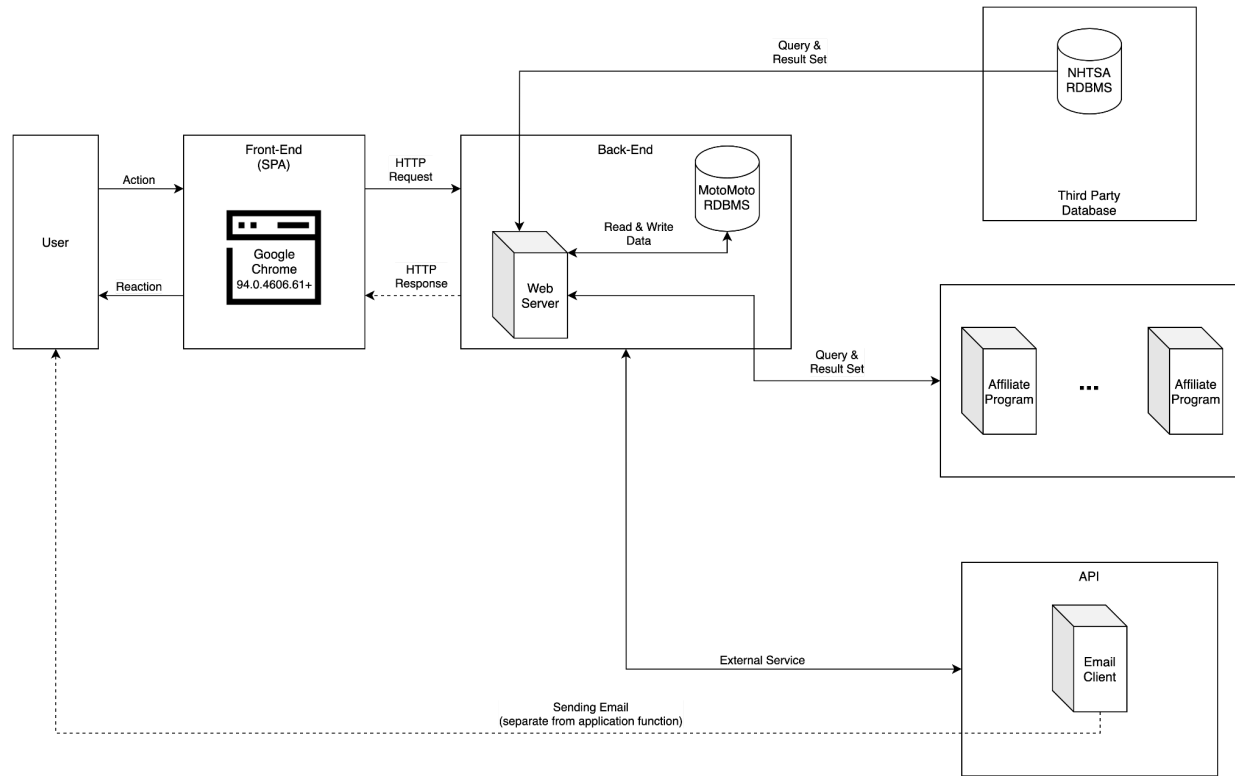 Query &
Result Set
NHTSA
RDBMS
Third Party
Database
User
Action
Reaction
Front-End
(SPA)
Google
Chrome
94.0.4606.61+
HTTP
Request
HTTP
Response
Back-End
MotoMoto
RDBMS
Read & Write
Data
Web
Server
Query &
Result Set
Affiliate
Program
...
Affiliate
Program
API
Email
Client
External Service
Sending Email
(separate from application function)